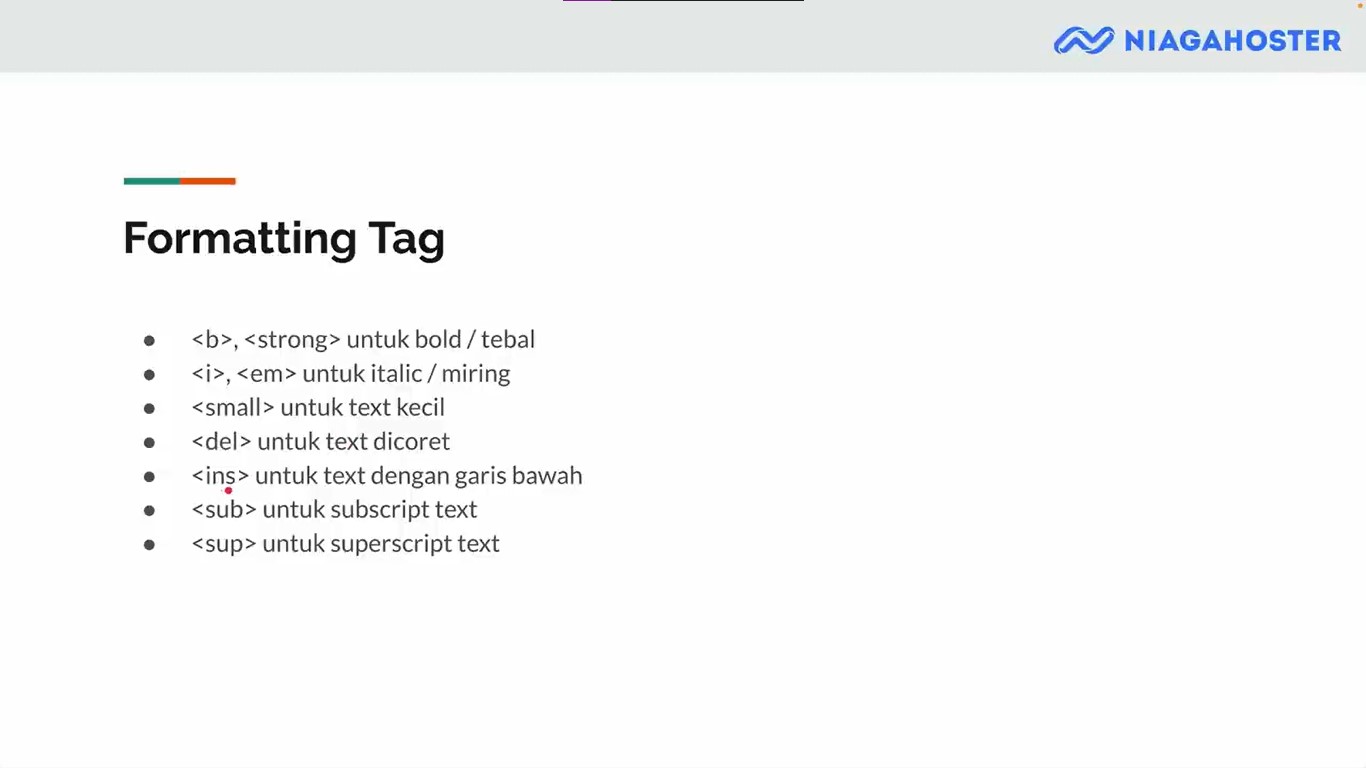 NIAGAHOSTER
Formatting Tag
● <b>, <strong> untuk bold / tebal
● <i>, <em> untuk italic / miring
● <small> untuk text kecil
● <del> untuk text dicoret
● <ins> untuk text dengan garis bawah
● <sub> untuk subscript text
● <sup> untuk superscript text